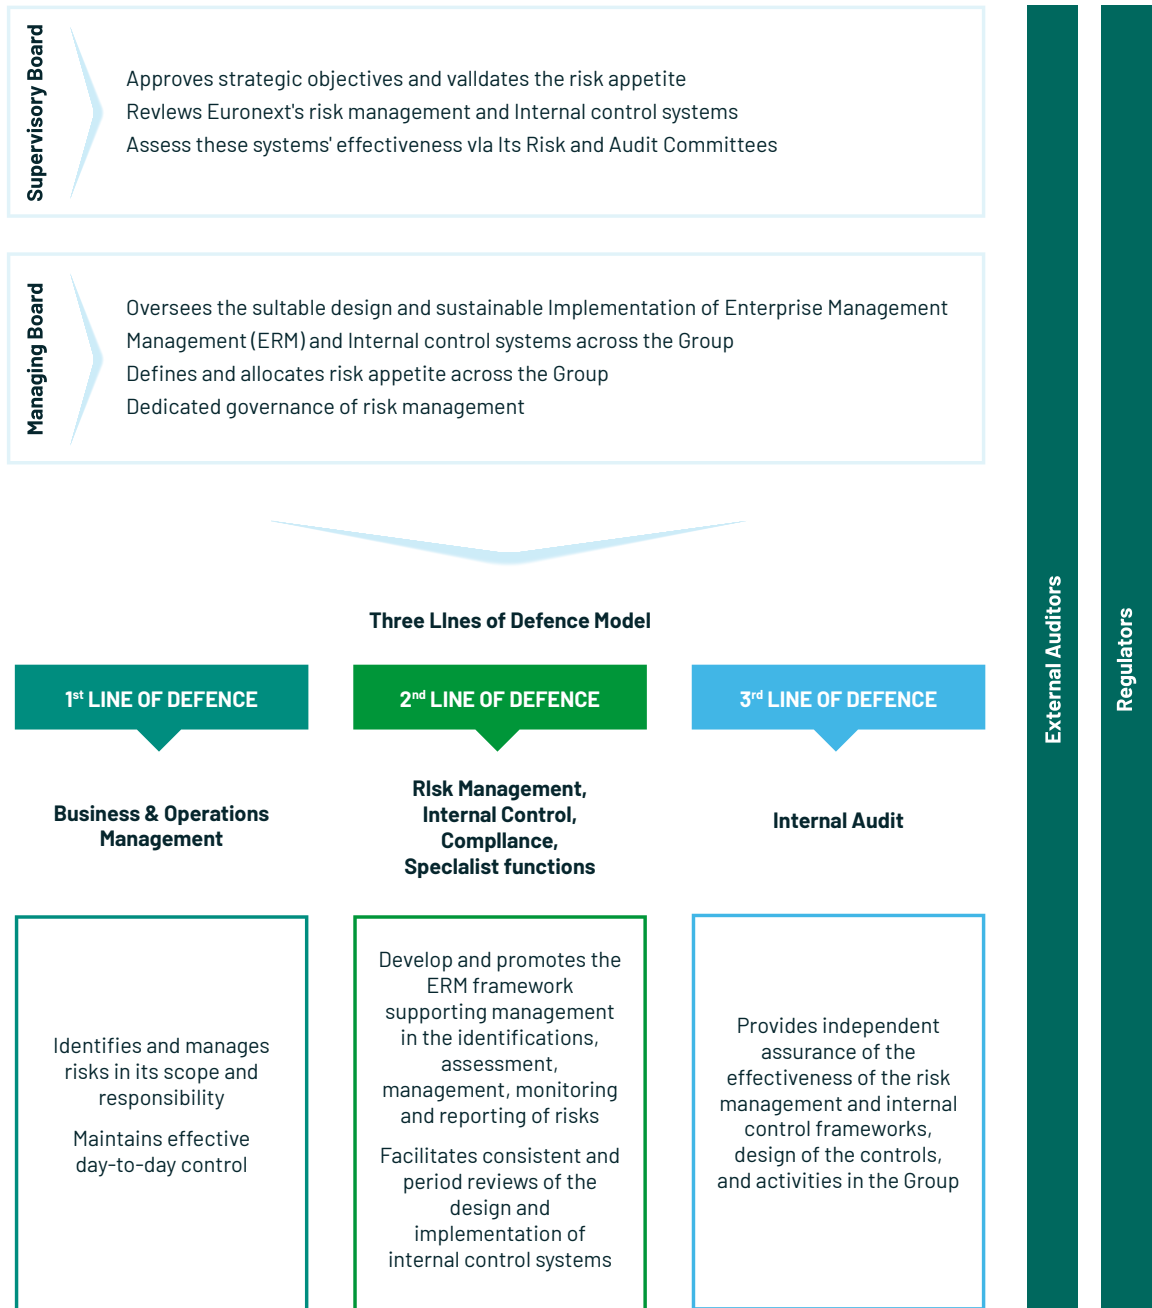 Supervisory Board
Approves strategic objectives and valldates the risk appetite
Revlews Euronext's risk management and Internal control systems
Assess these systems' effectiveness vla Its Risk and Audit Committees
Managing Board
Oversees the sultable design and sustainable Implementation of Enterprise Management
Management (ERM) and Internal control systems across the Group
Defines and allocates risk appetite across the Group
Dedicated governance of risk management
Three LInes of Defence Model
1st LINE OF DEFENCE
Business & Operations
Management
Identifies and manages
risks in its scope and
responsibility
Maintains effective
day-to-day control
2nd LINE OF DEFENCE
RIsk Management,
Internal Control,
Compllance,
Speclalist functions
Develop and promotes the
ERM framework
supporting management
in the identifications,
assessment,
management, monitoring
and reporting of risks
Facilitates consistent and
period reviews of the
design and
implementation of
internal control systems
3rd LINE OF DEFENCE
Internal Audit
Provides independent
assurance of the
effectiveness of the risk
management and internal
control frameworks,
design of the controls,
and activities in the Group
External Auditors
Regulators